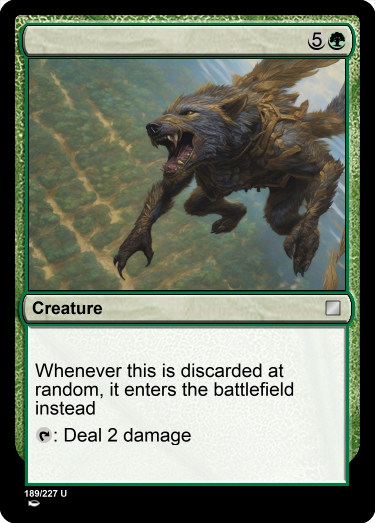 5
Creature
Whenever this is discarded at
random, it enters the battlefield
instead
: Deal 2 damage
189/227 U